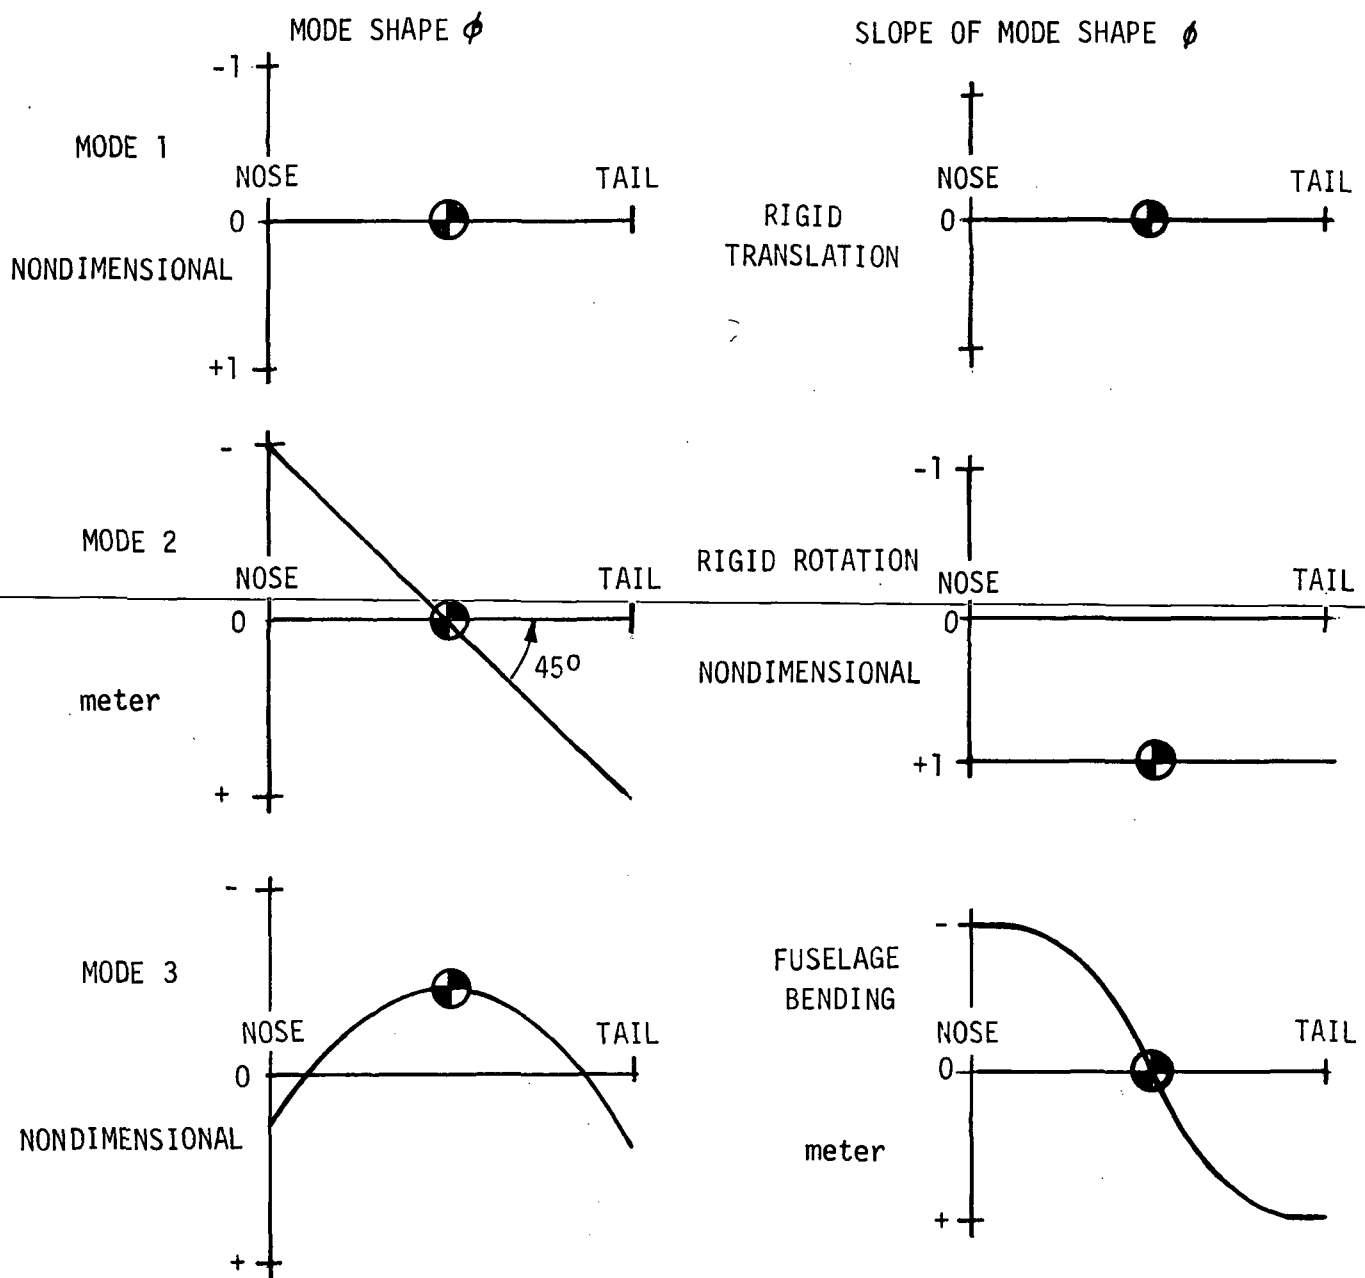 MODE SHAPE ϕ
SLOPE OF MODE SHAPE ϕ
-1
MODE 1
NOSE
TAIL
0
NONDIMENSIONAL
+1
RIGID
TRANSLATION
NOSE
TAIL
0
-
MODE 2
NOSE
TAIL
0
45º
meter
+
-1
RIGID ROTATION
NOSE
TAIL
0
NONDIMENSIONAL
+1
-
MODE 3
NOSE
TAIL
0
NONDIMENSIONAL
+
-
FUSELAGE
BENDING
NOSE
TAIL
0
meter
+